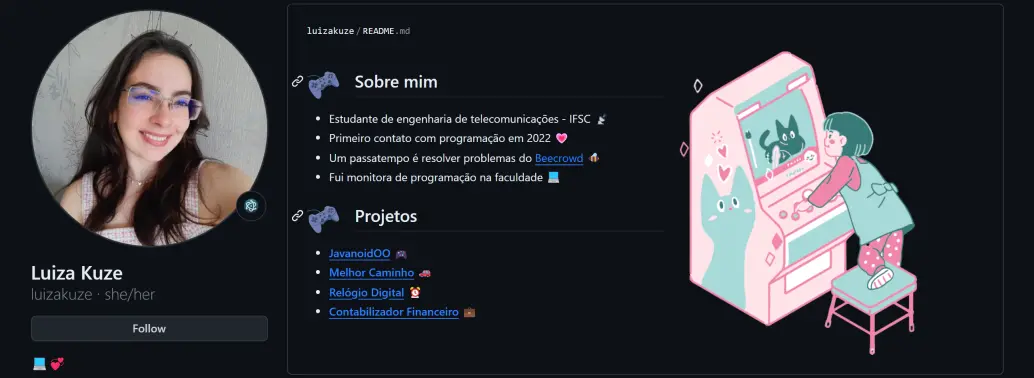 luizakuze/README.md
Sobre mim
Estudante de engenharia de telecomunicações - IFSC
Primeiro contato com programação em 2022
Um passatempo é resolver problemas do Beecrowd
Fui monitora de programação na faculdade
Projetos
JavanoidOO
Melhor Caminho
Relógio Digital
Contabilizador Financeiro
Luiza Kuze
luizakuze · she/her
Follow